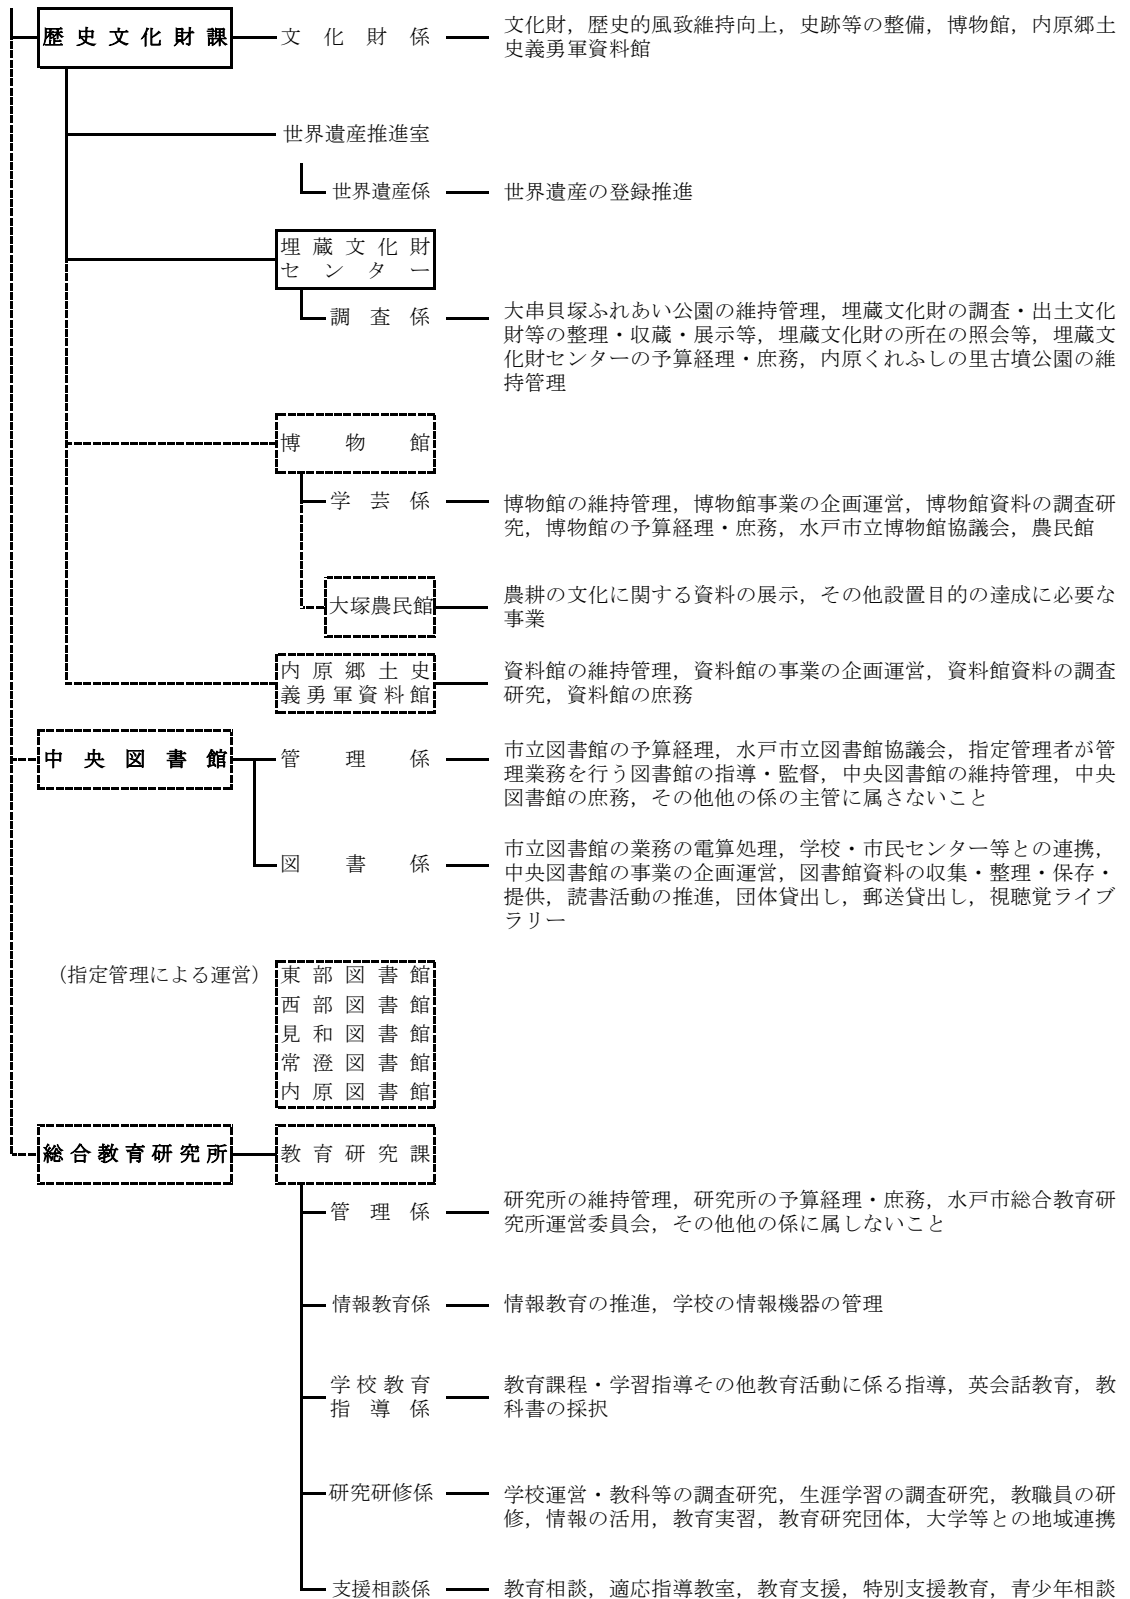 歴史文化財課
文化財係
文化財，歴史的風致維持向上，史跡等の整備，博物館，内原郷土
史義勇軍資料館
世界遺産推進室
世界遺産係
世界遺産の登録推進
埋蔵文化財
センター
調査係
大串貝塚ふれあい公園の維持管理，埋蔵文化財の調査・出土文化
財等の整理・収蔵・展示等，埋蔵文化財の所在の照会等，埋蔵文
化財センターの予算経理・庶務，内原くれふしの里古墳公園の維
持管理
博物館
学芸係
博物館の維持管理，博物館事業の企画運営，博物館資料の調査研
究，博物館の予算経理・庶務，水戸市立博物館協議会，農民館
大塚農民館
農耕の文化に関する資料の展示，その他設置目的の達成に必要な
事業
内原郷土史
義勇軍資料館
資料館の維持管理，資料館の事業の企画運営，資料館資料の調査
研究，資料館の庶務
中央図書館
管理係
市立図書館の予算経理，水戸市立図書館協議会，指定管理者が管
理業務を行う図書館の指導・監督，中央図書館の維持管理，中央
図書館の庶務，その他他の係の主管に属さないこと
図書係
市立図書館の業務の電算処理，学校・市民センター等との連携，
中央図書館の事業の企画運営，図書館資料の収集・整理・保存・
提供，読書活動の推進，団体貸出し，郵送貸出し，視聴覚ライブ
ラリー
（指定管理による運営）
東部図書館
西部図書館
見和図書館
常澄図書館
内原図書館
総合教育研究所
教育研究課
管理係
研究所の維持管理，研究所の予算経理・庶務，水戸市総合教育研
究所運営委員会，その他他の係に属しないこと
情報教育係
情報教育の推進，学校の情報機器の管理
学校教育
指導係
教育課程・学習指導その他教育活動に係る指導，英会話教育，教
科書の採択
研究研修係
学校運営・教科等の調査研究，生涯学習の調査研究，教職員の研
修，情報の活用，教育実習，教育研究団体，大学等との地域連携
支援相談係
教育相談，適応指導教室，教育支援，特別支援教育，青少年相談